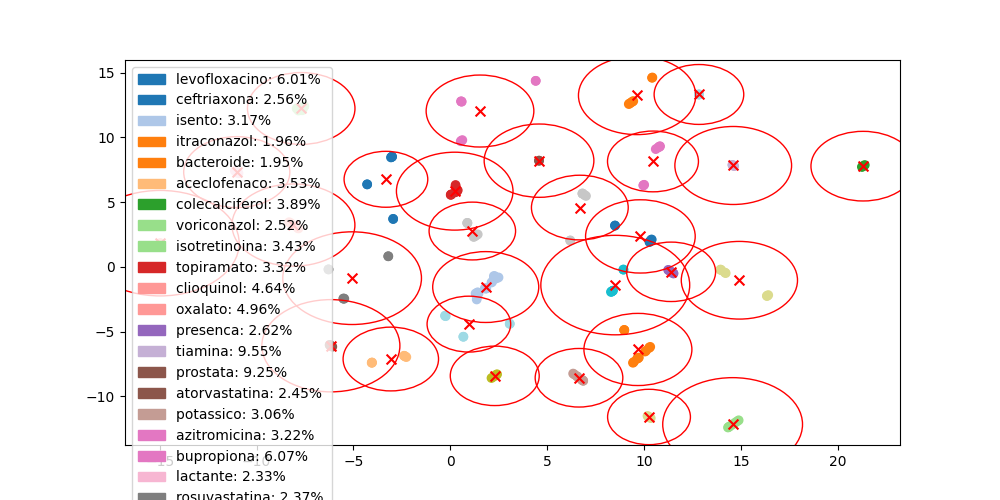 levofloxacino: 6.01%
ceftriaxona: 2.56%
isento: 3.17%
itraconazol: 1.96%
bacteroide: 1.95%
aceclofenaco: 3.53%
colecalciferol: 3.89%
voriconazol: 2.52%
isotretinoina: 3.43%
topiramato: 3.32%
clioquinol: 4.64%
oxalato: 4.96%
presenca: 2.62%
tiamina: 9.55%
prostata: 9.25%
atorvastatina: 2.45%
potassico: 3.06%
azitromicina: 3.22%
bupropiona: 6.07%
lactante: 2.33%
rosuvastatina: 2.37%
15
10
5
0
−5
−10
−15
−10
−5
0
5
10
15
20